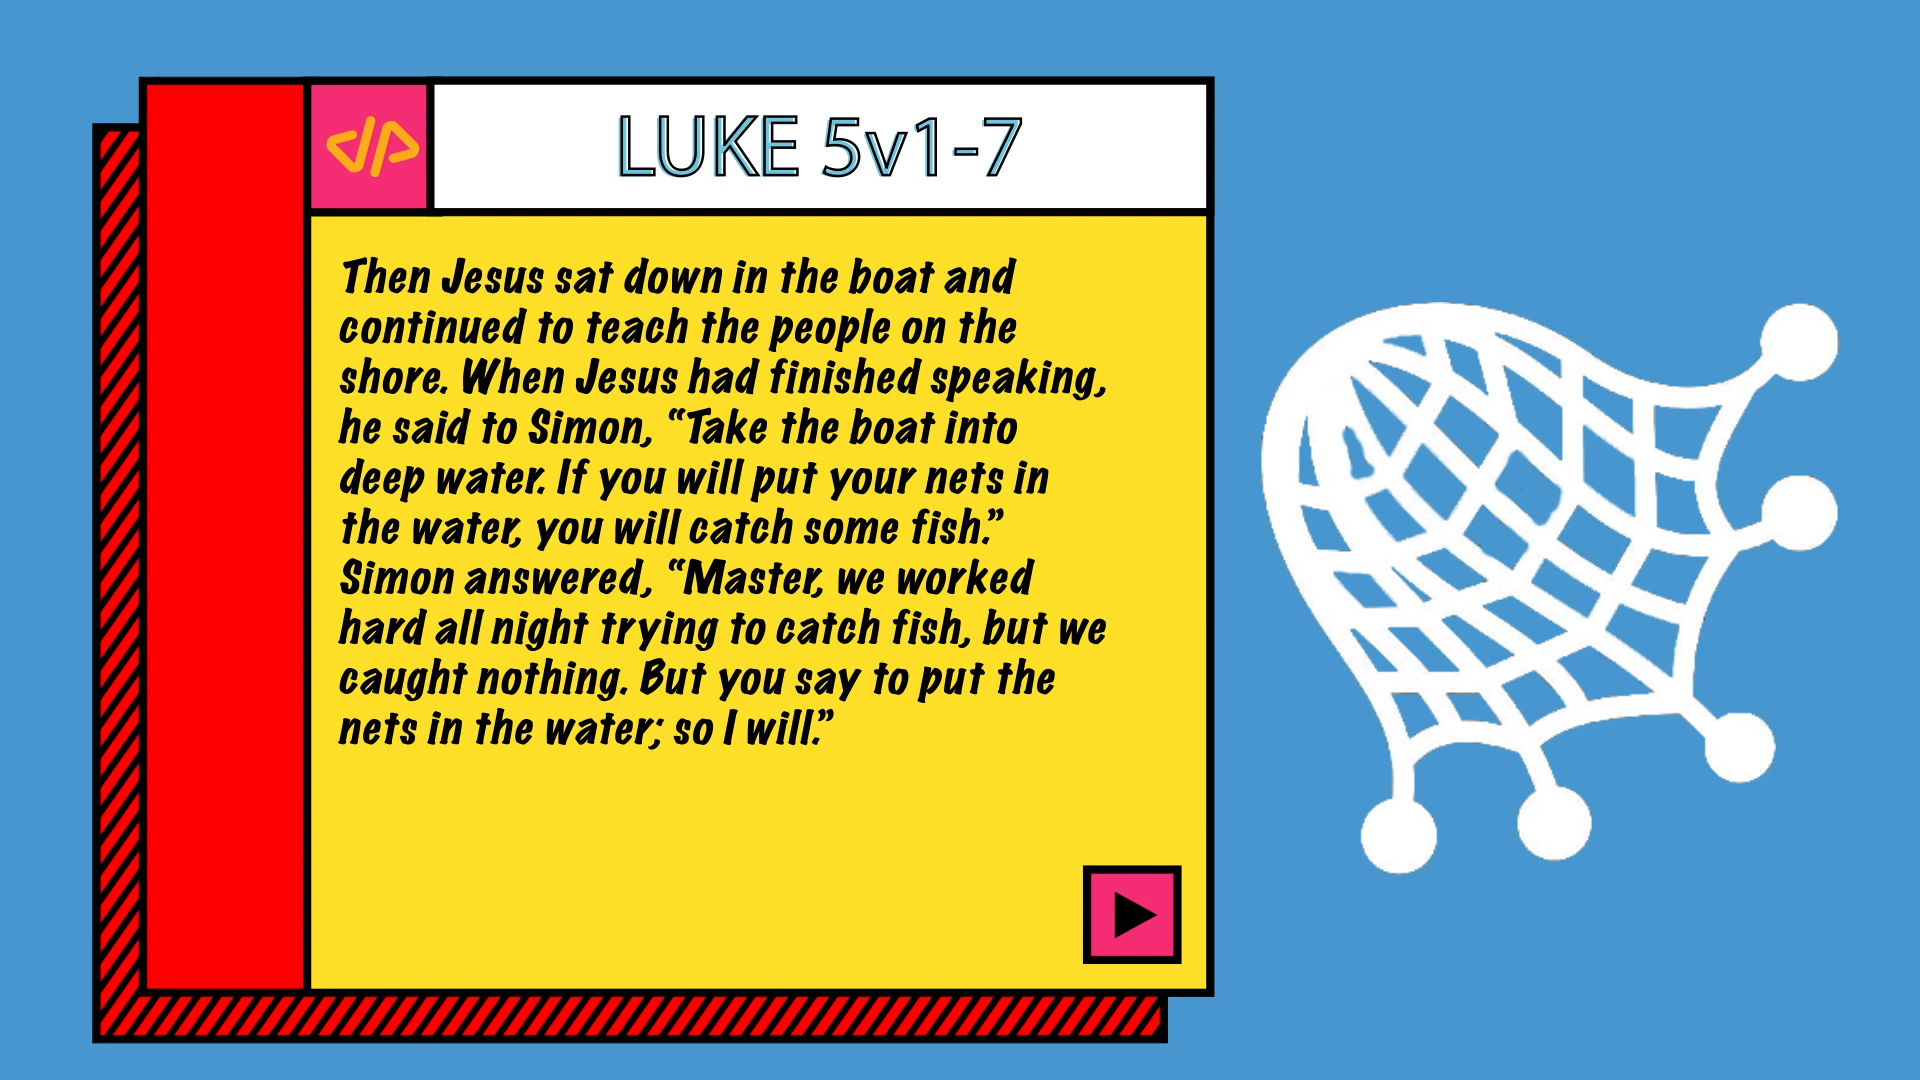 LUKE 5v1-7
Then Jesus sat down in the boat and
continued to teach the people on the
shore. When Jesus had finished speaking,
he said to Simon, “Take the boat into
deep water. If you will put your nets in
the water, you will catch some fish.”
Simon answered, “Master, we worked
hard all night trying to catch fish, but we
caught nothing. But you say to put the
nets in the water; so I will.”